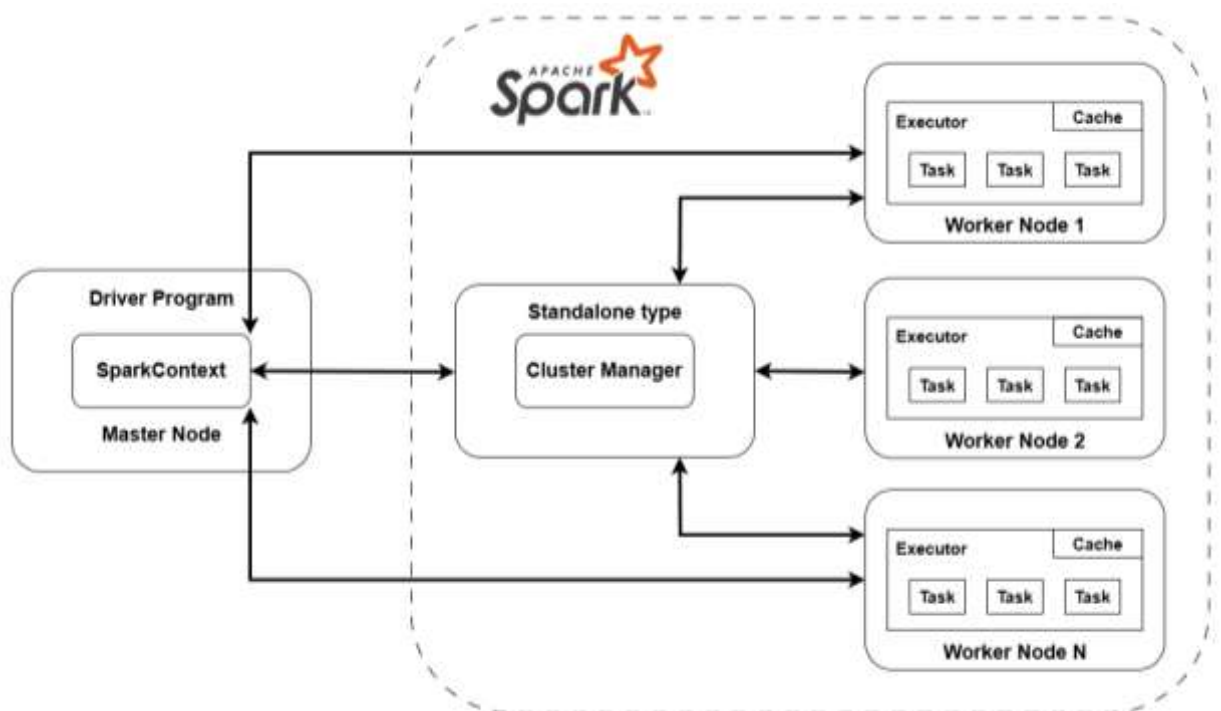 APACHE
Spark
Driver Program
SparkContext
Master Node
Standalone type
Cluster Manager
Executor
Cache
Task Task Task
Worker Node 1
Executor
Cache
Task Task Task
Worker Node 2
Executor
Cache
Task Task Task
Worker Node N